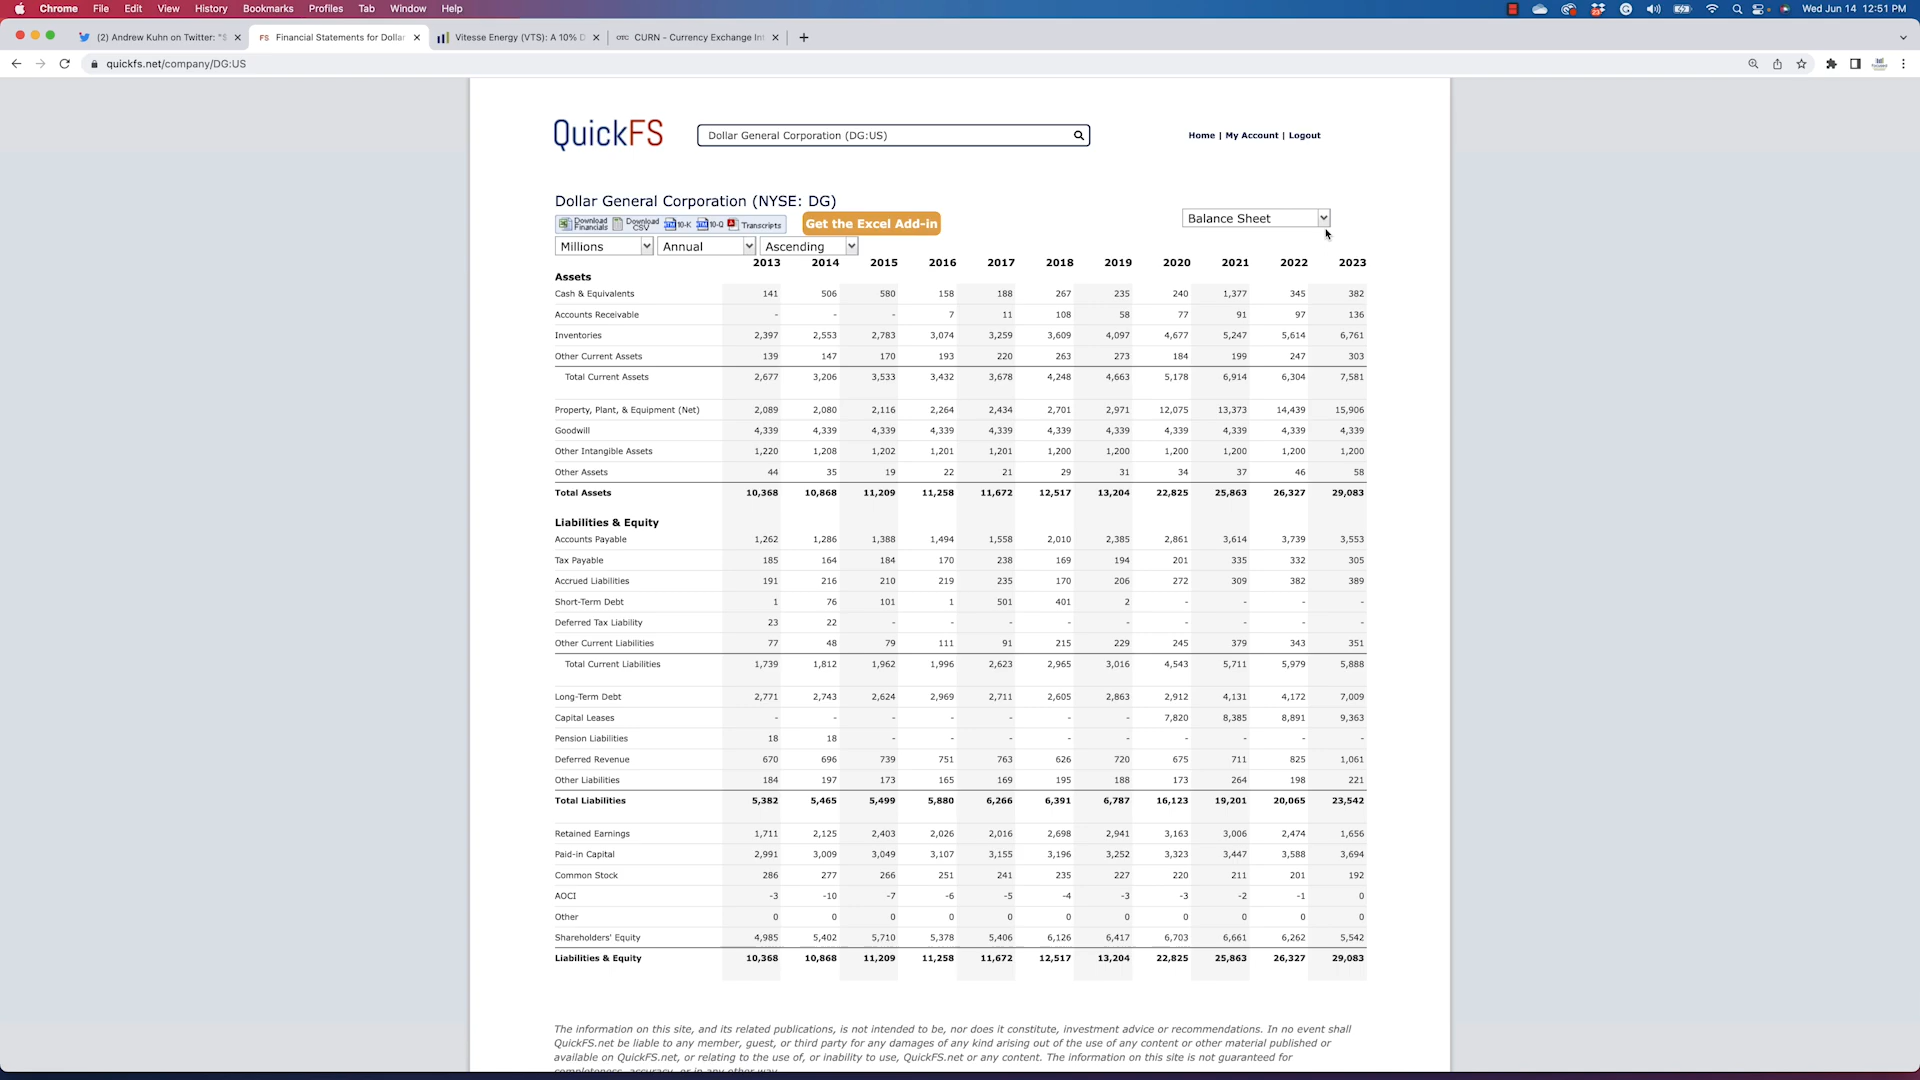 Chrome File Edit View History Bookmarks Profiles Tab Window Help Wed Jun 14 12:51 PM
(2) Andrew Kuhn on Twitter: "$ FS Financial Statements for Dollar Vitesse Energy (VTS): A 10% D OTC CURN - Currency Exchange Int
quickfs.net/company/DG:US
QuickFS Dollar General Corporation (DG:US) Home | My Account | Logout
Dollar General Corporation (NYSE: DG)
Download Financials Download CSV 10-K 10-Q Transcripts Get the Excel Add-in Balance Sheet
Millions Annual Ascending
2013 2014 2015 2016 2017 2018 2019 2020 2021 2022 2023
Assets
Cash & Equivalents 141 506 580 158 188 267 235 240 1,377 345 382
Accounts Receivable - - - 7 11 108 58 77 91 97 136
Inventories 2,397 2,553 2,783 3,074 3,259 3,609 4,097 4,677 5,247 5,614 6,761
Other Current Assets 139 147 170 193 220 263 273 184 199 247 303
Total Current Assets 2,677 3,206 3,533 3,432 3,678 4,248 4,663 5,178 6,914 6,304 7,581
Property, Plant, & Equipment (Net) 2,089 2,080 2,116 2,264 2,434 2,701 2,971 12,075 13,373 14,439 15,906
Goodwill 4,339 4,339 4,339 4,339 4,339 4,339 4,339 4,339 4,339 4,339 4,339
Other Intangible Assets 1,220 1,208 1,202 1,201 1,201 1,200 1,200 1,200 1,200 1,200 1,200
Other Assets 44 35 19 22 21 29 31 34 37 46 58
Total Assets 10,368 10,868 11,209 11,258 11,672 12,517 13,204 22,825 25,863 26,327 29,083
Liabilities & Equity
Accounts Payable 1,262 1,286 1,388 1,494 1,558 2,010 2,385 2,861 3,614 3,739 3,553
Tax Payable 185 164 184 170 238 169 194 201 335 332 305
Accrued Liabilities 191 216 210 219 235 170 206 272 309 382 389
Short-Term Debt 1 76 101 1 501 401 2 - - - -
Deferred Tax Liability 23 22 - - - - - - - - -
Other Current Liabilities 77 48 79 111 91 215 229 245 379 343 351
Total Current Liabilities 1,739 1,812 1,962 1,996 2,623 2,965 3,016 4,543 5,711 5,979 5,888
Long-Term Debt 2,771 2,743 2,624 2,969 2,711 2,605 2,863 2,912 4,131 4,172 7,009
Capital Leases - - - - - - - 7,820 8,385 8,891 9,363
Pension Liabilities 18 18 - - - - - - - - -
Deferred Revenue 670 696 739 751 763 626 720 675 711 825 1,061
Other Liabilities 184 197 173 165 169 195 188 173 264 198 221
Total Liabilities 5,382 5,465 5,499 5,880 6,266 6,391 6,787 16,123 19,201 20,065 23,542
Retained Earnings 1,711 2,125 2,403 2,026 2,016 2,698 2,941 3,163 3,006 2,474 1,656
Paid-in Capital 2,991 3,009 3,049 3,107 3,155 3,196 3,252 3,323 3,447 3,588 3,694
Common Stock 286 277 266 251 241 235 227 220 211 201 192
AOCI -3 -10 -7 -6 -5 -4 -3 -3 -2 -1 0
Other 0 0 0 0 0 0 0 0 0 0 0
Shareholders' Equity 4,985 5,402 5,710 5,378 5,406 6,126 6,417 6,703 6,661 6,262 5,542
Liabilities & Equity 10,368 10,868 11,209 11,258 11,672 12,517 13,204 22,825 25,863 26,327 29,083
The information on this site, and its related publications, is not intended to be, nor does it constitute, investment advice or recommendations. In no event shall
QuickFS.net be liable to any member, guest, or third party for any damages of any kind arising out of the use of any content or other material published or
available on QuickFS.net, or relating to the use of, or inability to use, QuickFS.net or any content. The information on this site is not guaranteed for
completeness, accuracy, or in any other way.